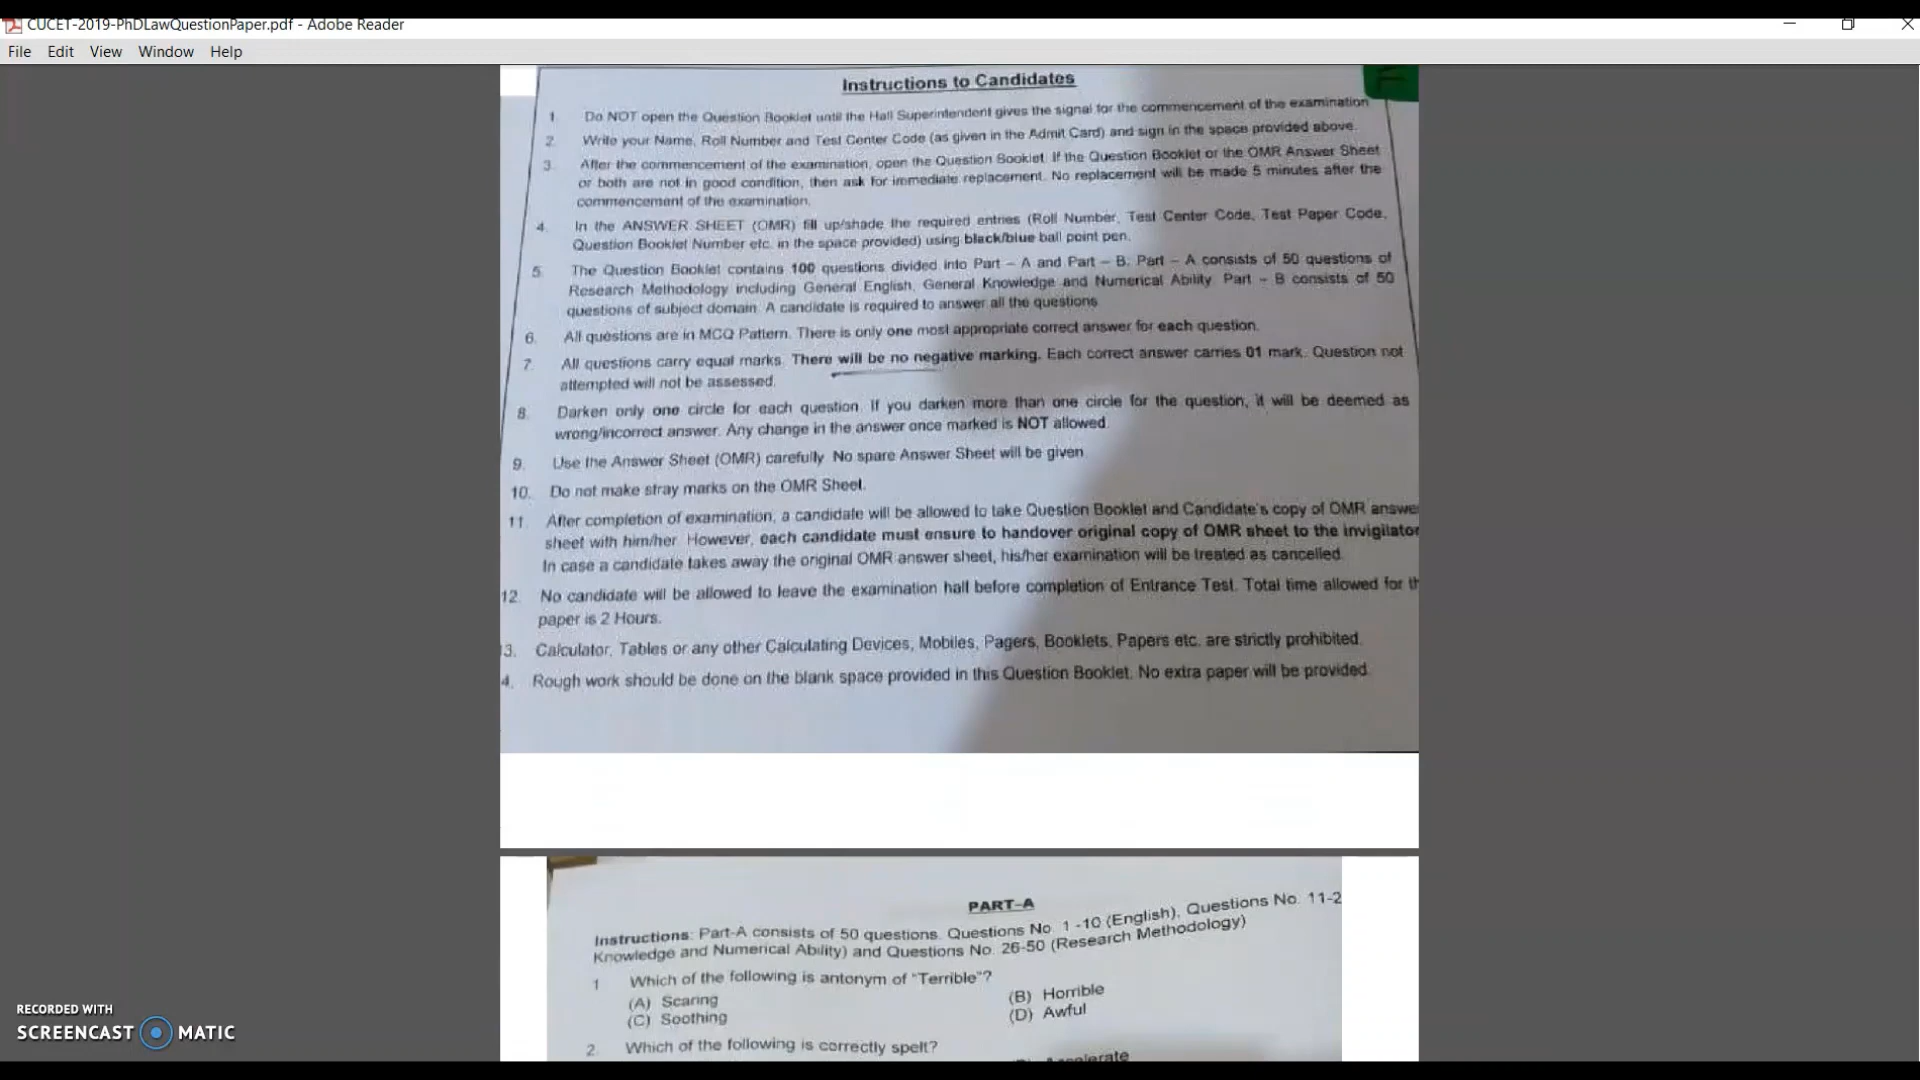 CUCET-2019-PhDLawQuestionPaper.pdf - Adobe Reader
File Edit View Window Help
Instructions to Candidates
1. Do NOT open the Question Booklet until the Hall Superintendent gives the signal for the commencement of the examination
2. Write your Name, Roll Number and Test Center Code (as given in the Admit Card) and sign in the space provided above.
3. After the commencement of the examination, open the Question Booklet. If the Question Booklet or the OMR Answer Sheet
or both are not in good condition, then ask for immediate replacement. No replacement will be made 5 minutes after the
commencement of the examination.
4. In the ANSWER SHEET (OMR) fill up/shade the required entries (Roll Number, Test Center Code, Test Paper Code,
Question Booklet Number etc. in the space provided) using black/blue ball point pen.
5. The Question Booklet contains 100 questions divided into Part – A and Part – B: Part – A consists of 50 questions of
Research Methodology including General English, General Knowledge and Numerical Ability. Part – B consists of 50
questions of subject domain. A candidate is required to answer all the questions
6. All questions are in MCQ Pattern. There is only one most appropriate correct answer for each question.
7. All questions carry equal marks. There will be no negative marking. Each correct answer carries 01 mark. Question not
attempted will not be assessed.
8. Darken only one circle for each question. If you darken more than one circle for the question, it will be deemed as
wrong/incorrect answer. Any change in the answer once marked is NOT allowed.
9. Use the Answer Sheet (OMR) carefully. No spare Answer Sheet will be given.
10. Do not make stray marks on the OMR Sheet.
11. After completion of examination, a candidate will be allowed to take Question Booklet and Candidate's copy of OMR answe
sheet with him/her. However, each candidate must ensure to handover original copy of OMR sheet to the invigilator
In case a candidate takes away the original OMR answer sheet, his/her examination will be treated as cancelled.
12. No candidate will be allowed to leave the examination hall before completion of Entrance Test. Total time allowed for th
paper is 2 Hours.
3. Calculator, Tables or any other Calculating Devices, Mobiles, Pagers, Booklets, Papers etc. are strictly prohibited.
4. Rough work should be done on the blank space provided in this Question Booklet. No extra paper will be provided.
PART-A
Instructions: Part-A consists of 50 questions. Questions No. 1 -10 (English), Questions No. 11-2
Knowledge and Numerical Ability) and Questions No. 26-50 (Research Methodology)
1 Which of the following is antonym of "Terrible"?
(A) Scaring (B) Horrible
(C) Soothing (D) Awful
2. Which of the following is correctly spelt?
RECORDED WITH
SCREENCAST MATIC